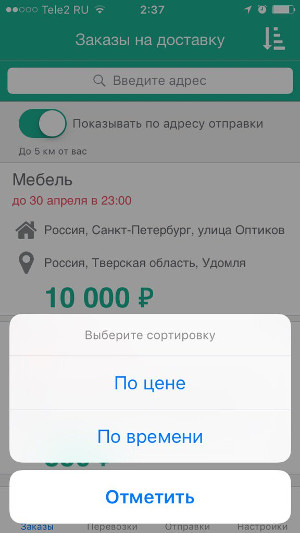 Tele2 RU 2:37
Заказы на доставку
Введите адрес
Показывать по адресу отправки
До 5 км от вас
Мебель
до 30 апреля в 23:00
Россия, Санкт-Петербург, улица Оптиков
Россия, Тверская область, Удомля
10 000 ₽
Выберите сортировку
По цене
По времени
Отметить
Заказы Перевозки Отправки Настройки